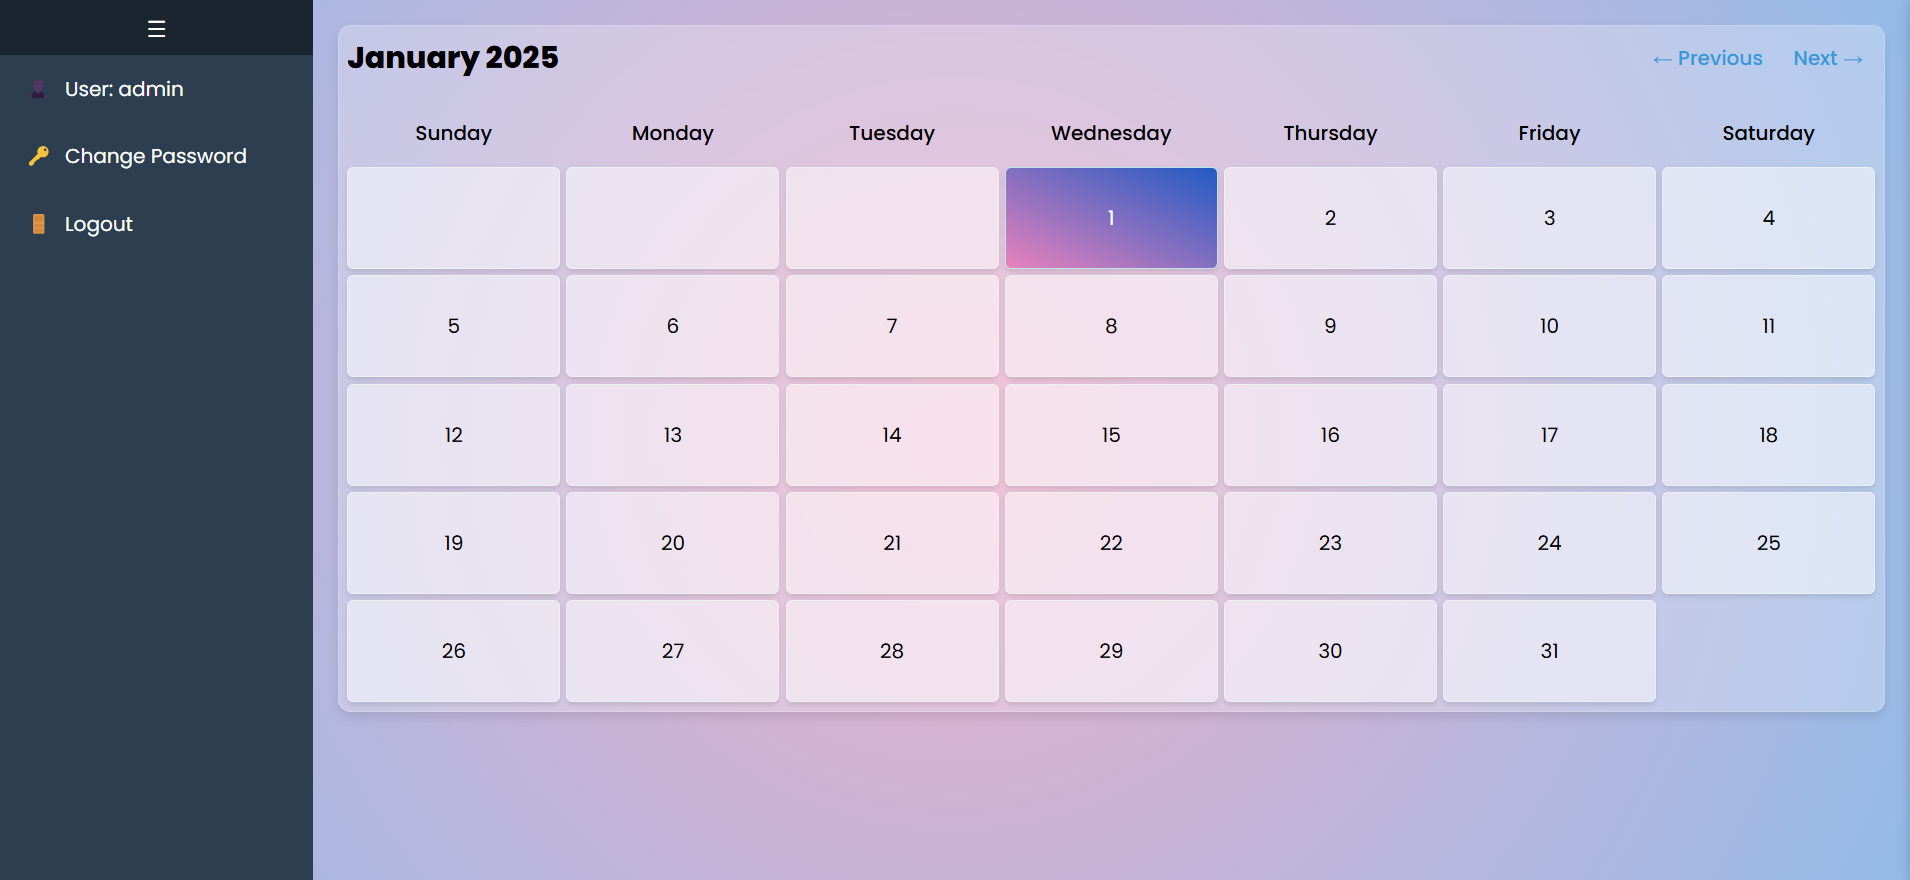 ☰
User: admin
Change Password
Logout
January 2025
← Previous Next →
Sunday Monday Tuesday Wednesday Thursday Friday Saturday
1 2 3 4
5 6 7 8 9 10 11
12 13 14 15 16 17 18
19 20 21 22 23 24 25
26 27 28 29 30 31